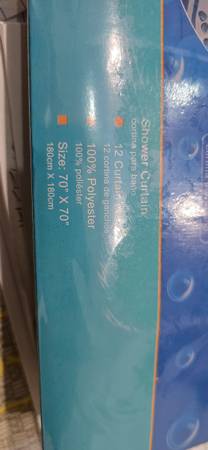 Shower Curtain
cortina para baño
12 Curtain
12 cortina de ganchos
100% Polyester
100% poliéster
Size: 70" X 70"
180cm X 180cm